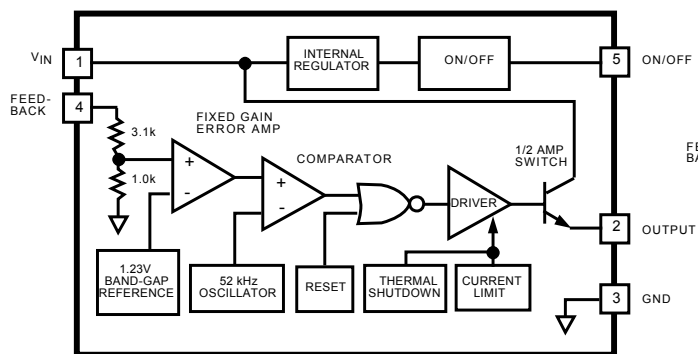 VIN
1
INTERNAL
REGULATOR
ON/OFF
5
ON/OFF
FEED-
BACK
4
3.1k
1.0k
FIXED GAIN
ERROR AMP
+
-
COMPARATOR
+
-
1/2 AMP
SWITCH
DRIVER
2
OUTPUT
1.23V
BAND-GAP
REFERENCE
52 kHz
OSCILLATOR
RESET
THERMAL
SHUTDOWN
CURRENT
LIMIT
3
GND